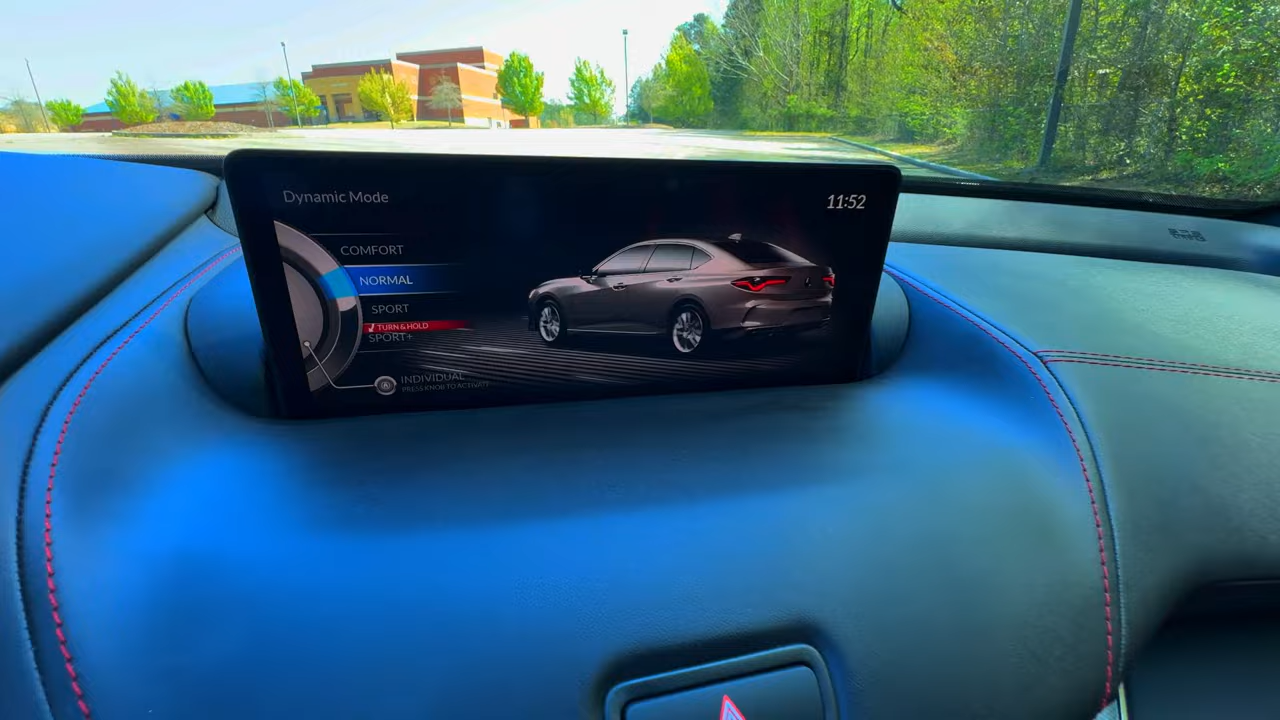 Dynamic Mode
11:52
COMFORT
NORMAL
SPORT
TURN & HOLD
SPORT+
INDIVIDUAL
PRESS KNOB TO ACTIVATE